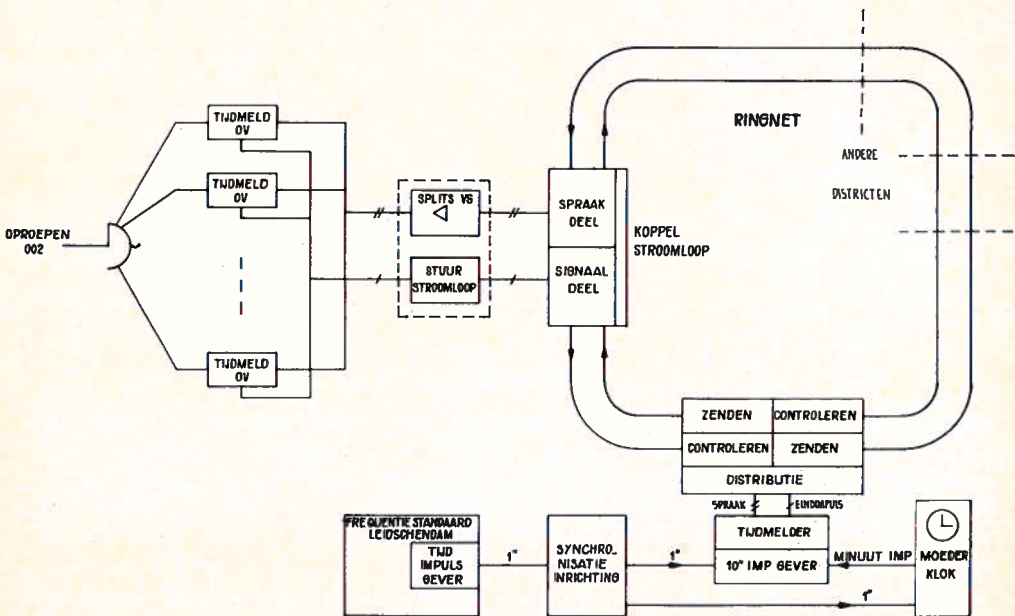 OPROEPEN
002
TIJDMELD
OV
TIJDMELD
OV
TIJDMELD
OV
SPLITS VS
STUUR
STROOMLOOP
SPRAAK
DEEL
SIGNAAL
DEEL
KOPPEL
STROOMLOOP
RINGNET
ANDERE
DISTRICTEN
ZENDEN
CONTROLEREN
CONTROLEREN
ZENDEN
DISTRIBUTIE
SPRAAK
EINDDAPULS
TIJDMELDER
10" IMP GEVER
FREQUENTIE STANDAARD
LEIDSCHENDAM
TIJD
IMPULS
GEVER
1"
SYNCHRO-
NISATIE
INRICHTING
1"
MINUUT IMP
MOEDER
KLOK
1"